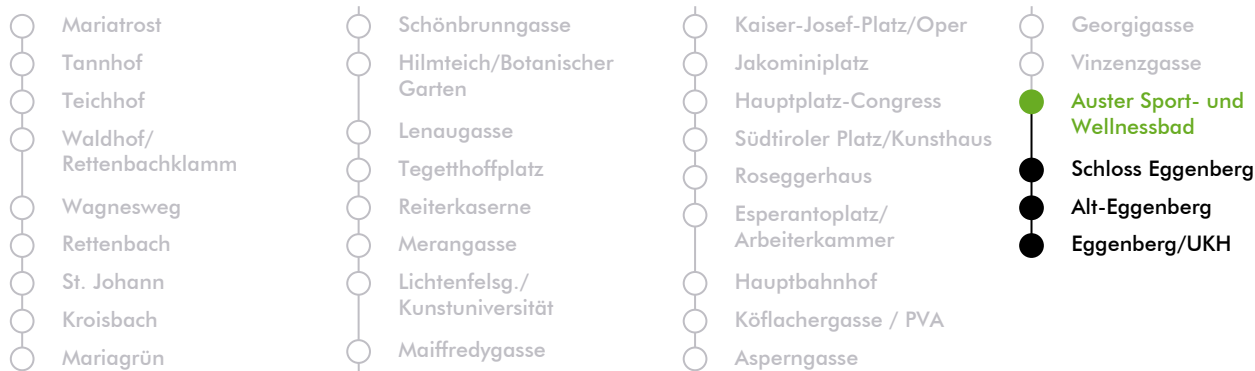 Mariatrost
Tannhof
Teichhof
Waldhof/
Rettenbachklamm
Wagnesweg
Rettenbach
St. Johann
Kroisbach
Mariagrün
Schönbrunngasse
Hilmteich/Botanischer
Garten
Lenaugasse
Tegetthoffplatz
Reiterkaserne
Merangasse
Lichtenfelsg./
Kunstuniversität
Maiffredygasse
Kaiser-Josef-Platz/Oper
Jakominiplatz
Hauptplatz-Congress
Südtiroler Platz/Kunsthaus
Roseggerhaus
Esperantoplatz/
Arbeiterkammer
Hauptbahnhof
Köflachergasse / PVA
Asperngasse
Georgigasse
Vinzenzgasse
Auster Sport- und
Wellnessbad
Schloss Eggenberg
Alt-Eggenberg
Eggenberg/UKH